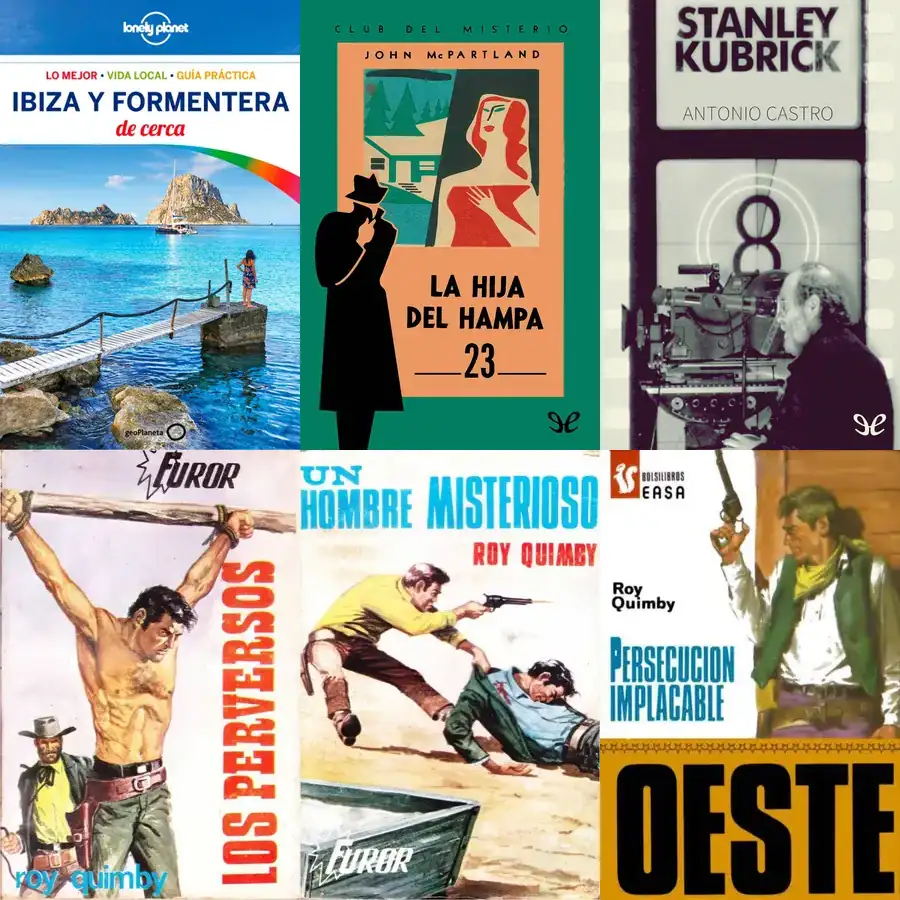 lonely planet
LO MEJOR • VIDA LOCAL • GUÍA PRÁCTICA
IBIZA Y FORMENTERA
de cerca
geoPlaneta
CLUB DEL MISTERIO
JOHN McPARTLAND
LA HIJA
DEL HAMPA
23
STANLEY
KUBRICK
ANTONIO CASTRO
8
FUROR
LOS PERVERSOS
roy quimby
UN
HOMBRE MISTERIOSO
ROY QUIMBY
FUROR
BOLSILIBROS
EASA
Roy
Quimby
PERSECUCION
IMPLACABLE
OESTE